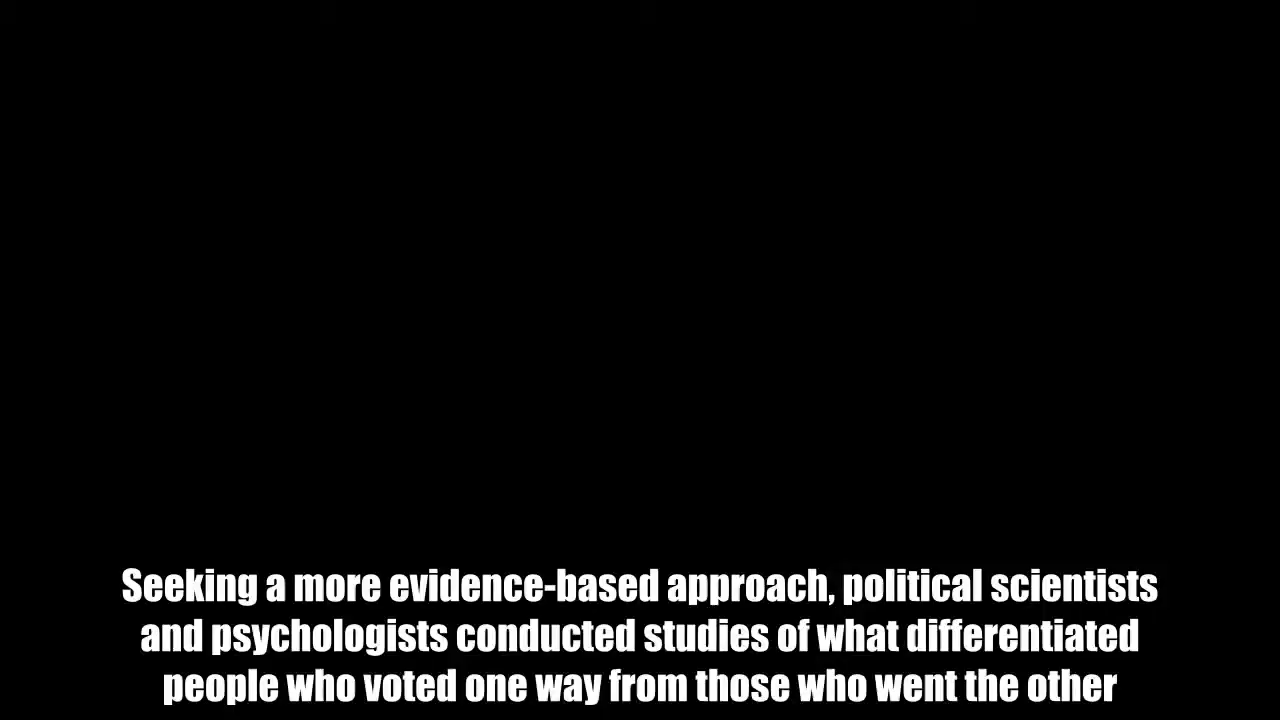 Seeking a more evidence-based approach, political scientists
and psychologists conducted studies of what differentiated
people who voted one way from those who went the other